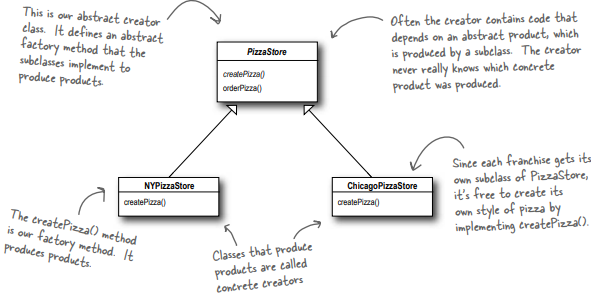 This is our abstract creator
class. It defines an abstract
factory method that the
subclasses implement to
produce products.
Often the creator contains code that
depends on an abstract product, which
is produced by a subclass. The creator
never really knows which concrete
product was produced.
PizzaStore
createPizza()
orderPizza()
NYPizzaStore
createPizza()
ChicagoPizzaStore
createPizza()
Since each franchise gets its
own subclass of PizzaStore,
it's free to create its
own style of pizza by
implementing createPizza().
The createPizza() method
is our factory method. It
produces products.
Classes that produce
products are called
concrete creators